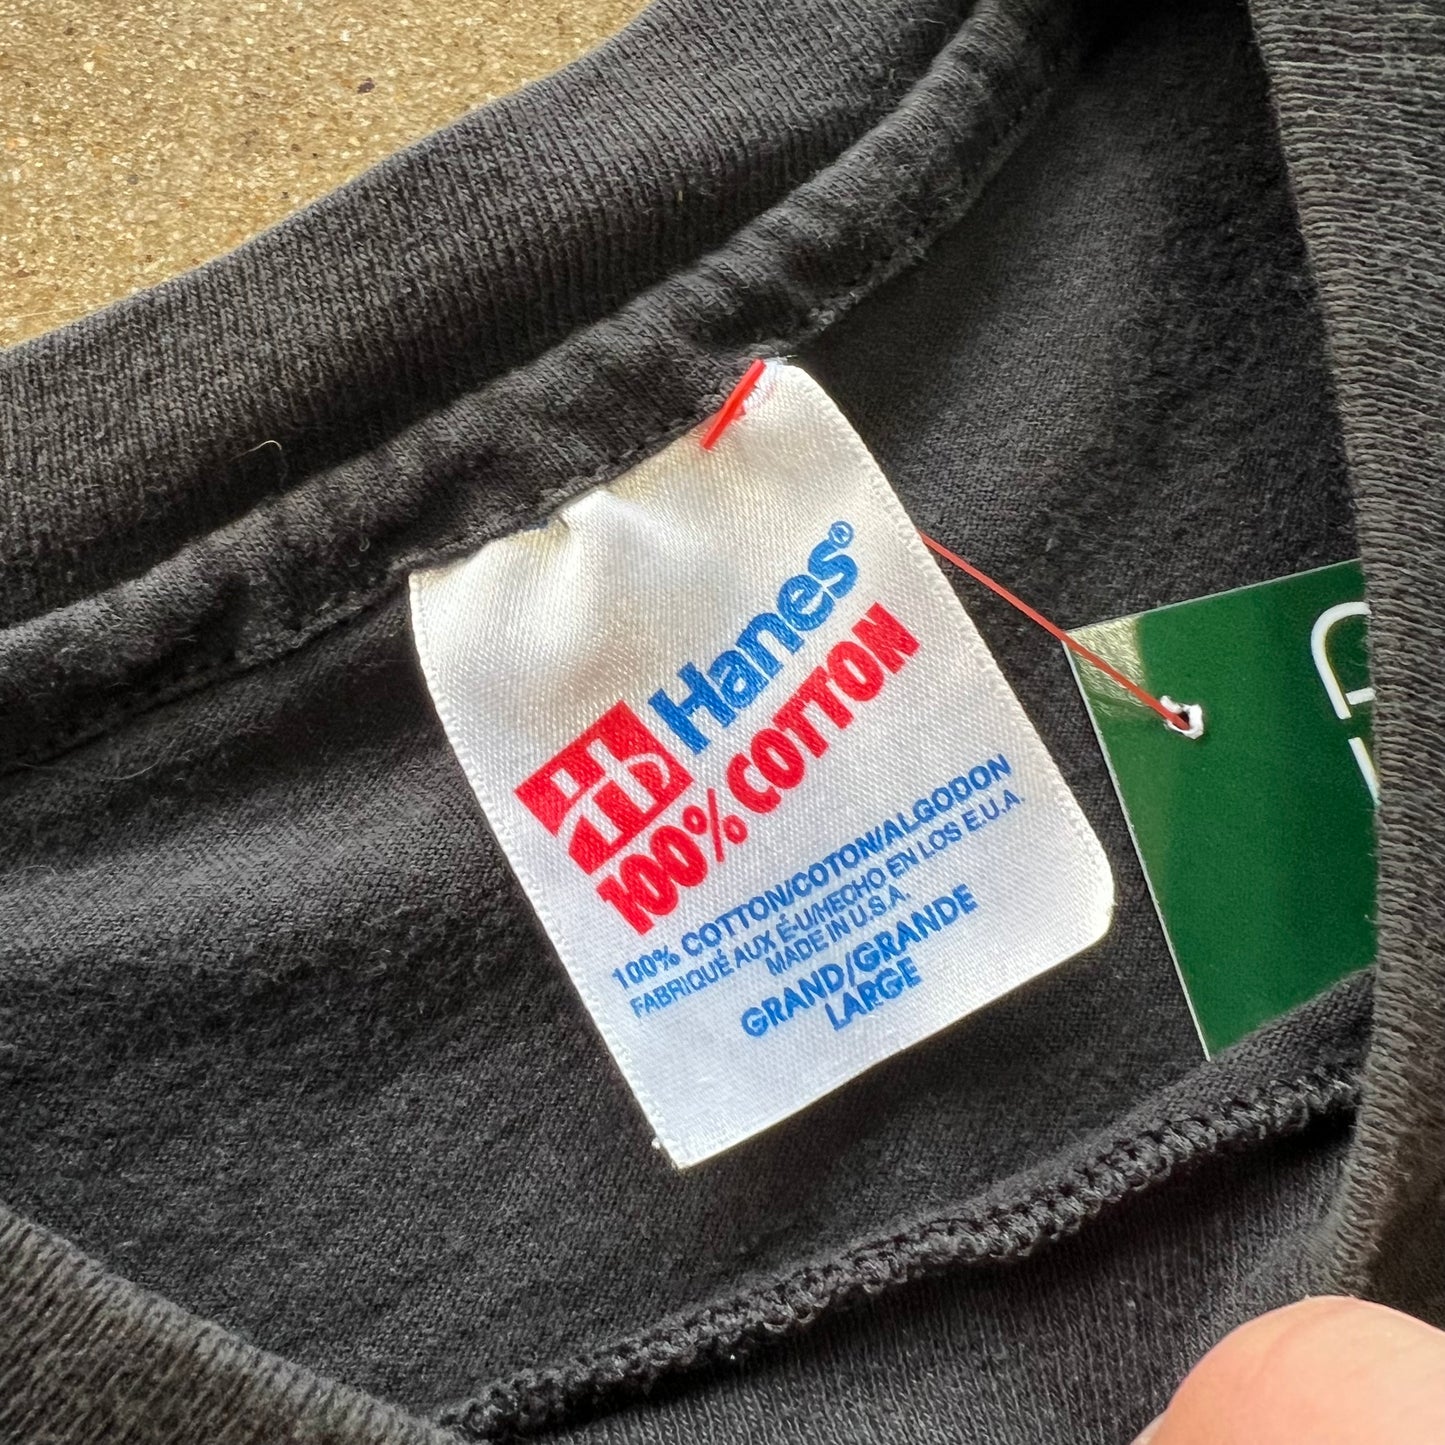 Hanes®
100% COTTON
100% COTTON/COTON/ALGODON
FABRIQUÉ AUX É-U/HECHO EN LOS E.U.A.
MADE IN U.S.A.
GRAND/GRANDE
LARGE